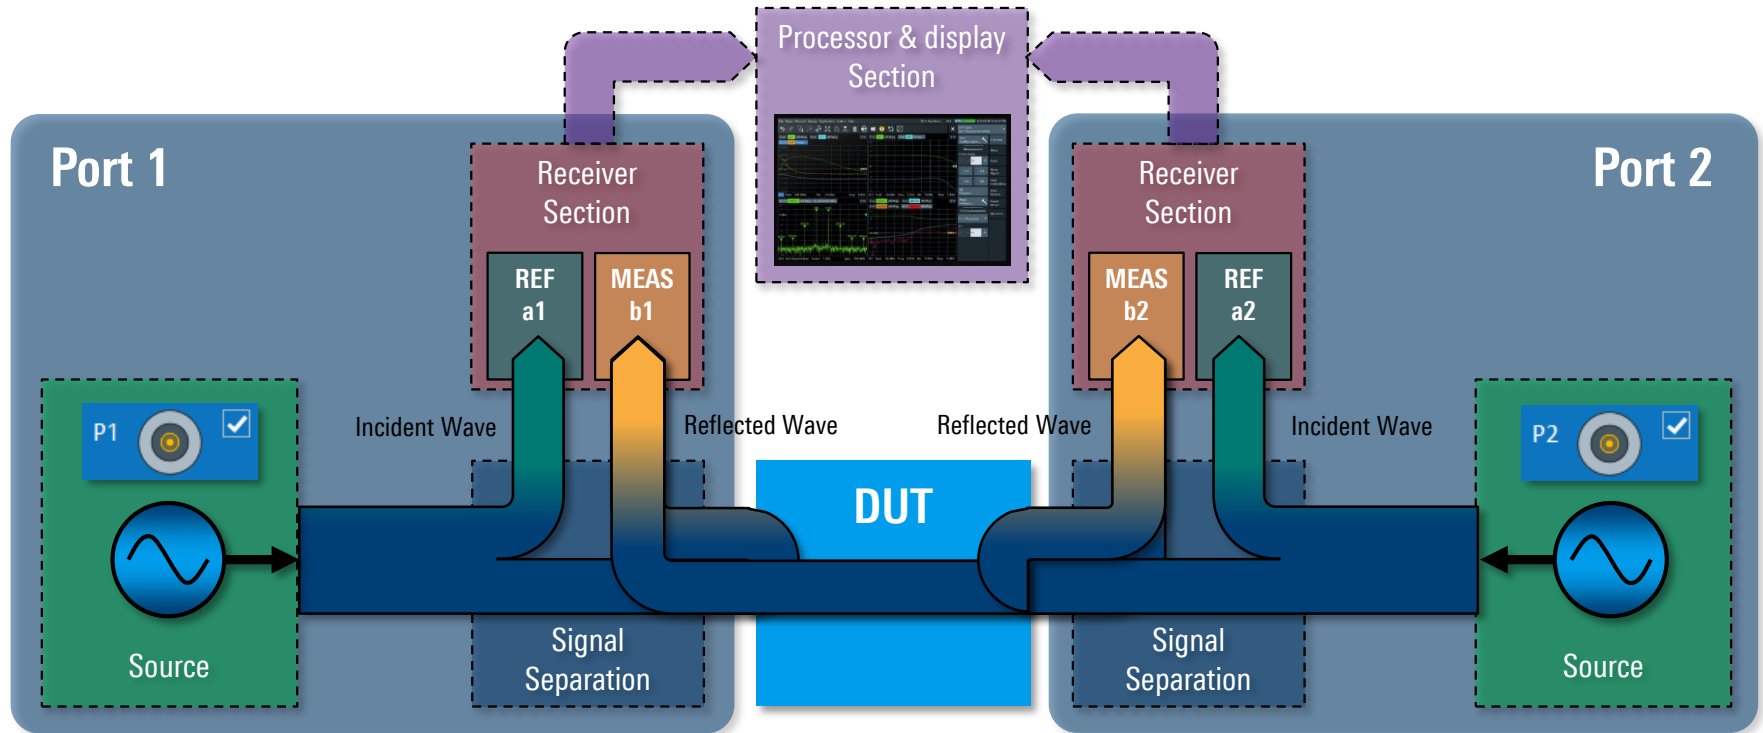 Processor & display
Section
Port 1
Port 2
Receiver
Section
Receiver
Section
REF
a1
MEAS
b1
MEAS
b2
REF
a2
P1
Incident Wave
Reflected Wave
Reflected Wave
Incident Wave
P2
DUT
Source
Signal
Separation
Signal
Separation
Source